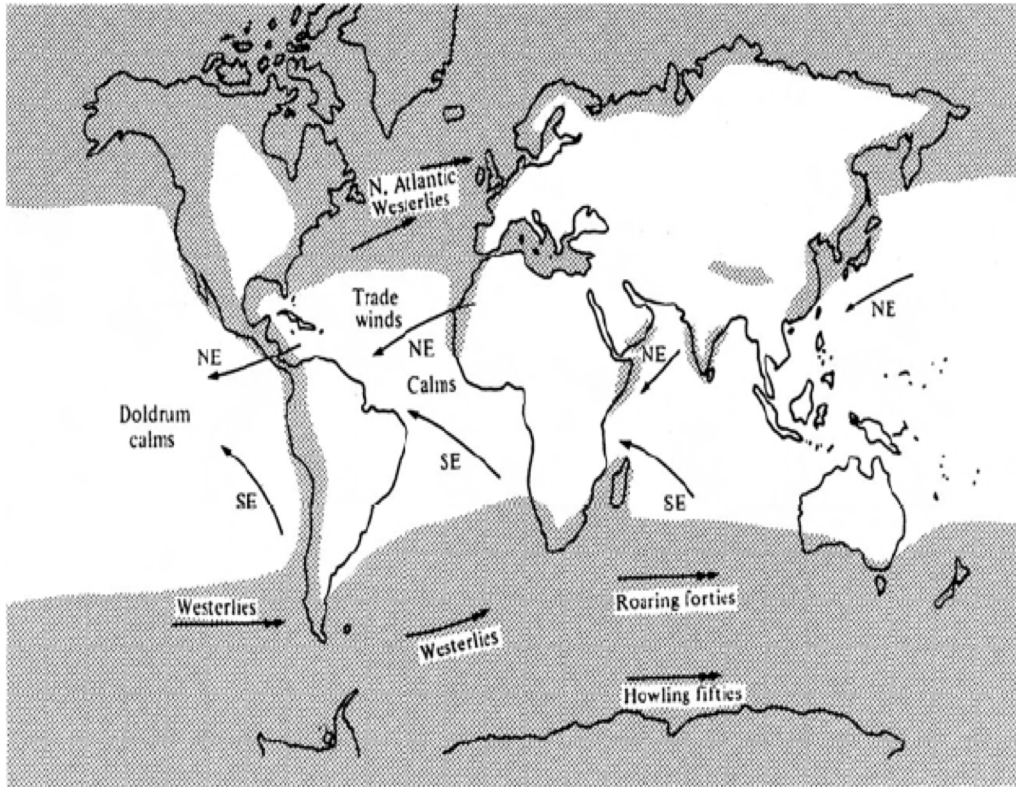 N. Atlantic
Westerlies
Trade
winds
NE
NE
NE
NE
Calms
Doldrum
calms
SE
SE
SE
Westerlies
Roaring forties
Westerlies
Howling fifties